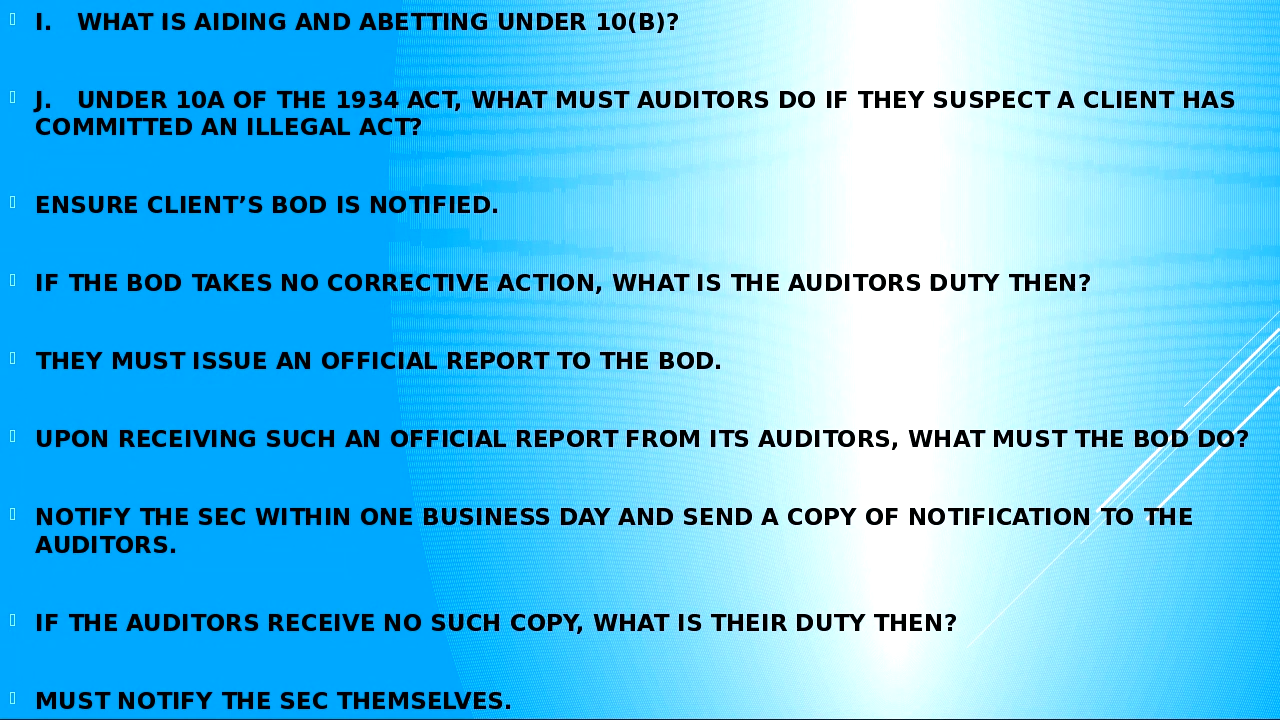 I. WHAT IS AIDING AND ABETTING UNDER 10(B)?
J. UNDER 10A OF THE 1934 ACT, WHAT MUST AUDITORS DO IF THEY SUSPECT A CLIENT HAS
COMMITTED AN ILLEGAL ACT?
ENSURE CLIENT’S BOD IS NOTIFIED.
IF THE BOD TAKES NO CORRECTIVE ACTION, WHAT IS THE AUDITORS DUTY THEN?
THEY MUST ISSUE AN OFFICIAL REPORT TO THE BOD.
UPON RECEIVING SUCH AN OFFICIAL REPORT FROM ITS AUDITORS, WHAT MUST THE BOD DO?
NOTIFY THE SEC WITHIN ONE BUSINESS DAY AND SEND A COPY OF NOTIFICATION TO THE
AUDITORS.
IF THE AUDITORS RECEIVE NO SUCH COPY, WHAT IS THEIR DUTY THEN?
MUST NOTIFY THE SEC THEMSELVES.